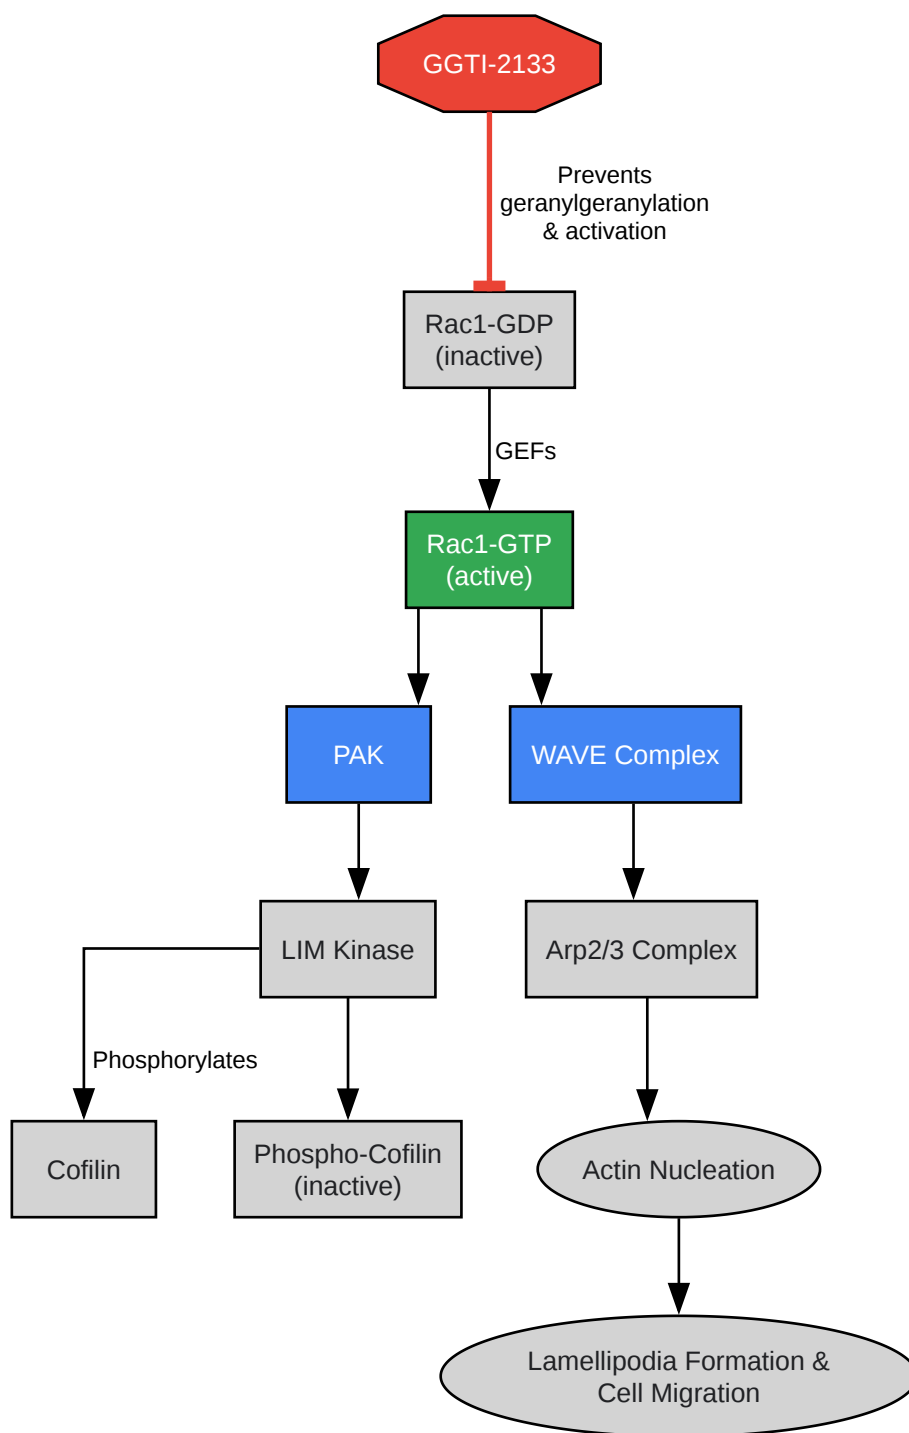 GGTI-2133
Prevents
geranylgeranylation
& activation
Rac1-GDP
(inactive)
GEFs
Rac1-GTP
(active)
PAK
WAVE Complex
LIM Kinase
Arp2/3 Complex
Phosphorylates
Cofilin
Phospho-Cofilin
(inactive)
Actin Nucleation
Lamellipodia Formation &
Cell Migration